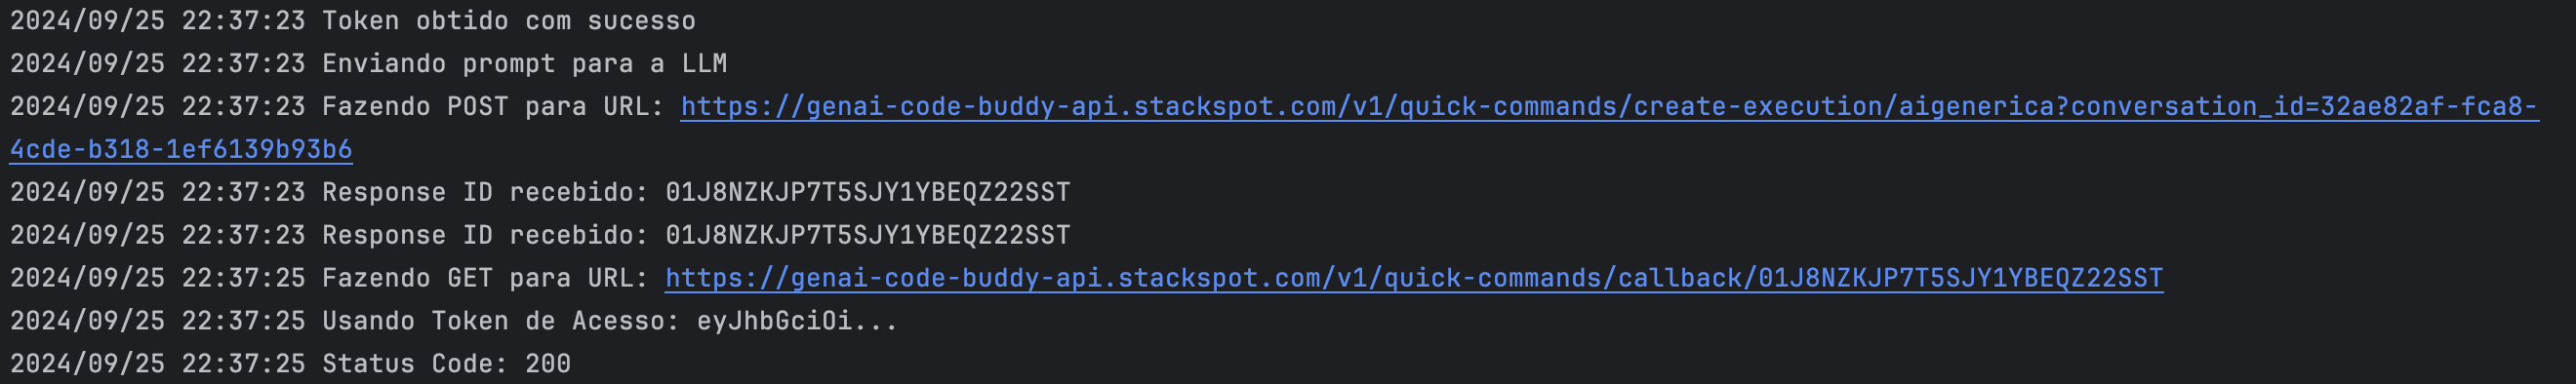 2024/09/25 22:37:23 Token obtido com sucesso
2024/09/25 22:37:23 Enviando prompt para a LLM
2024/09/25 22:37:23 Fazendo POST para URL: https://genai-code-buddy-api.stackspot.com/v1/quick-commands/create-execution/aigenerica?conversation_id=32ae82af-fca8-
4cde-b318-1ef6139b93b6
2024/09/25 22:37:23 Response ID recebido: 01J8NZKJP7T5SJY1YBEQZ22SST
2024/09/25 22:37:23 Response ID recebido: 01J8NZKJP7T5SJY1YBEQZ22SST
2024/09/25 22:37:25 Fazendo GET para URL: https://genai-code-buddy-api.stackspot.com/v1/quick-commands/callback/01J8NZKJP7T5SJY1YBEQZ22SST
2024/09/25 22:37:25 Usando Token de Acesso: eyJhbGciOi...
2024/09/25 22:37:25 Status Code: 200